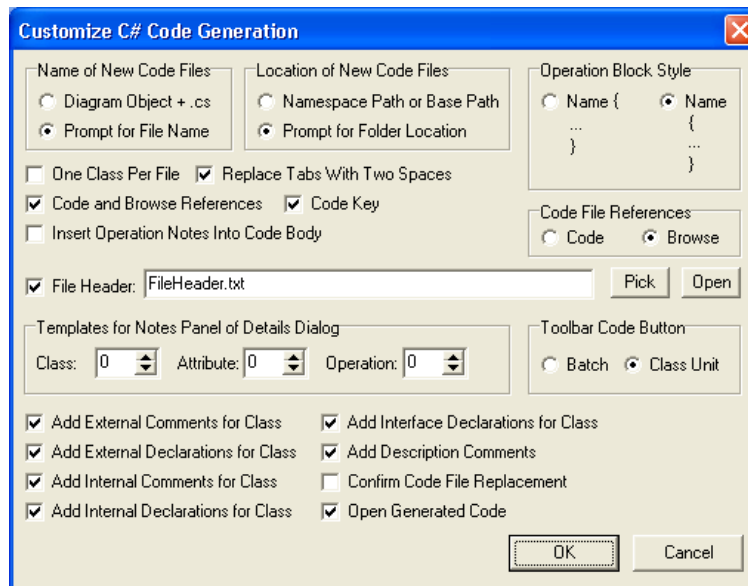 Customize C# Code Generation
Name of New Code Files
Diagram Object + .cs
Prompt for File Name
Location of New Code Files
Namespace Path or Base Path
Prompt for Folder Location
Operation Block Style
Name {
...
}
Name
{
...
}
One Class Per File
Replace Tabs With Two Spaces
Code and Browse References
Code Key
Insert Operation Notes Into Code Body
Code File References
Code
Browse
File Header: FileHeader.txt
Pick
Open
Templates for Notes Panel of Details Dialog
Class: 0
Attribute: 0
Operation: 0
Toolbar Code Button
Batch
Class Unit
Add External Comments for Class
Add External Declarations for Class
Add Internal Comments for Class
Add Internal Declarations for Class
Add Interface Declarations for Class
Add Description Comments
Confirm Code File Replacement
Open Generated Code
OK
Cancel